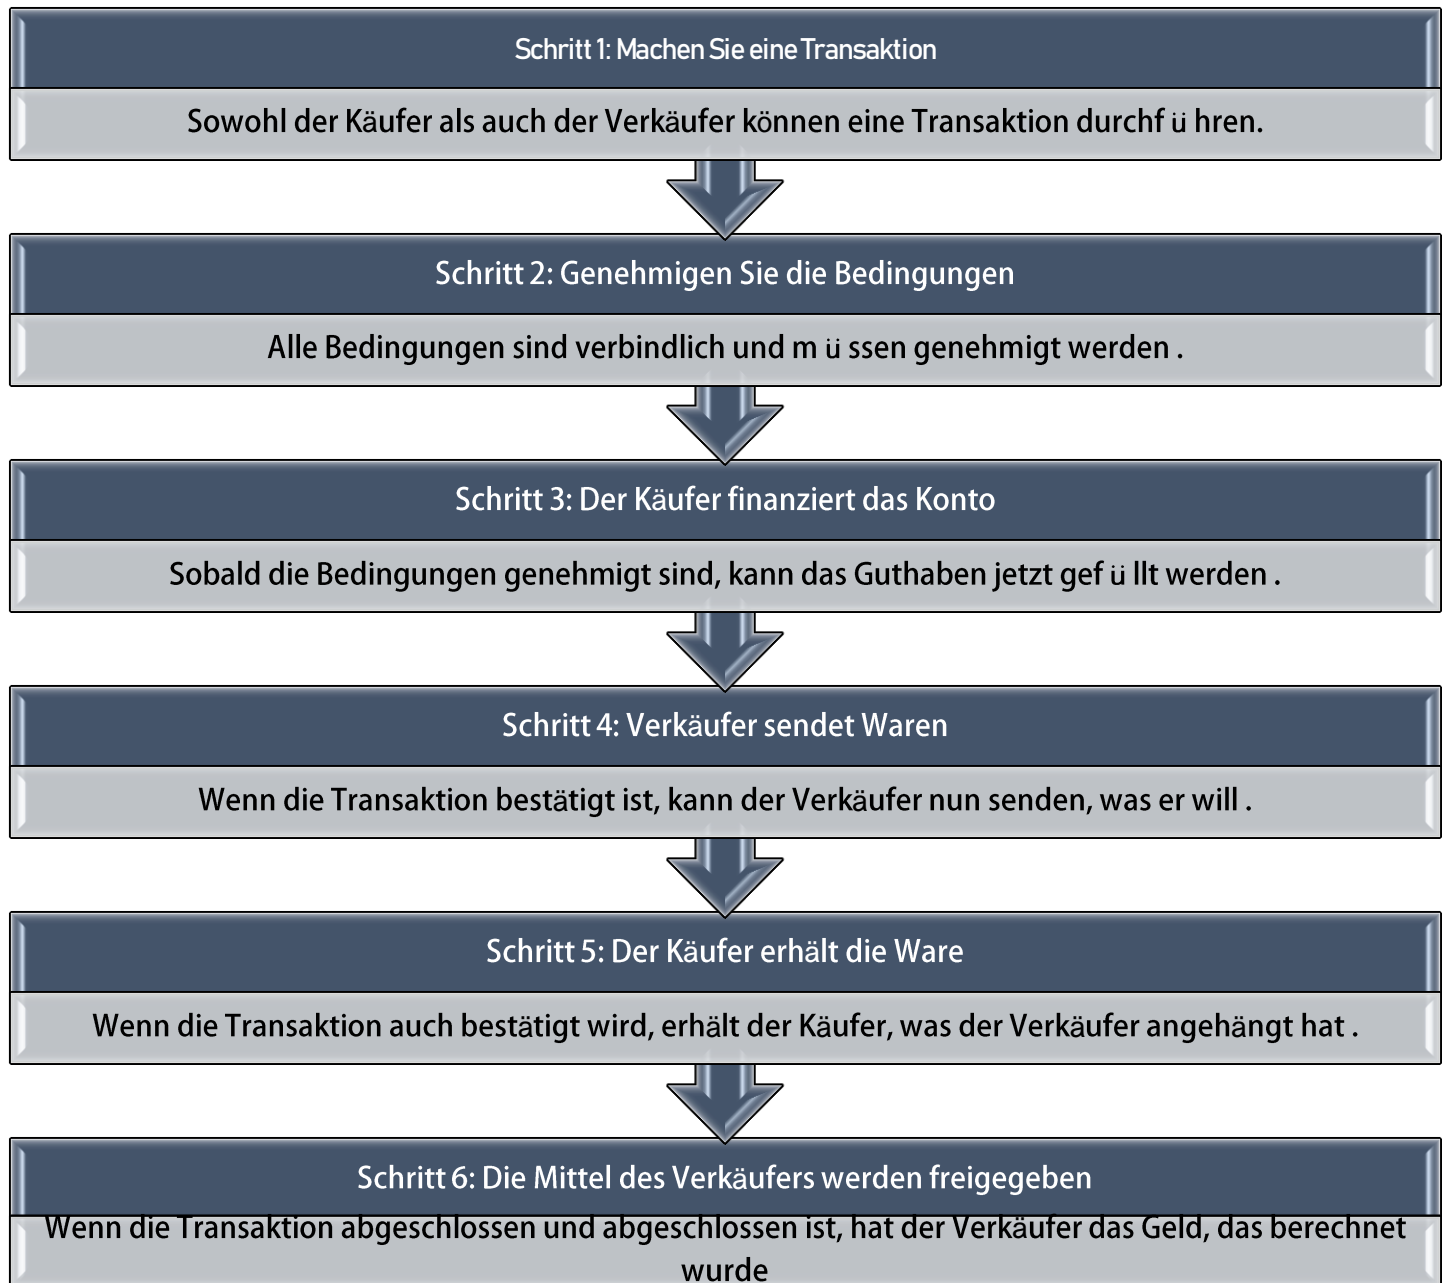 Schritt 1: Machen Sie eine Transaktion
Sowohl der Käufer als auch der Verkäufer können eine Transaktion durchf ü hren.
Schritt 2: Genehmigen Sie die Bedingungen
Alle Bedingungen sind verbindlich und m ü ssen genehmigt werden .
Schritt 3: Der Käufer finanziert das Konto
Sobald die Bedingungen genehmigt sind, kann das Guthaben jetzt gef ü llt werden .
Schritt 4: Verkäufer sendet Waren
Wenn die Transaktion bestätigt ist, kann der Verkäufer nun senden, was er will .
Schritt 5: Der Käufer erhält die Ware
Wenn die Transaktion auch bestätigt wird, erhält der Käufer, was der Verkäufer angehängt hat .
Schritt 6: Die Mittel des Verkäufers werden freigegeben
Wenn die Transaktion abgeschlossen und abgeschlossen ist, hat der Verkäufer das Geld, das berechnet
wurde